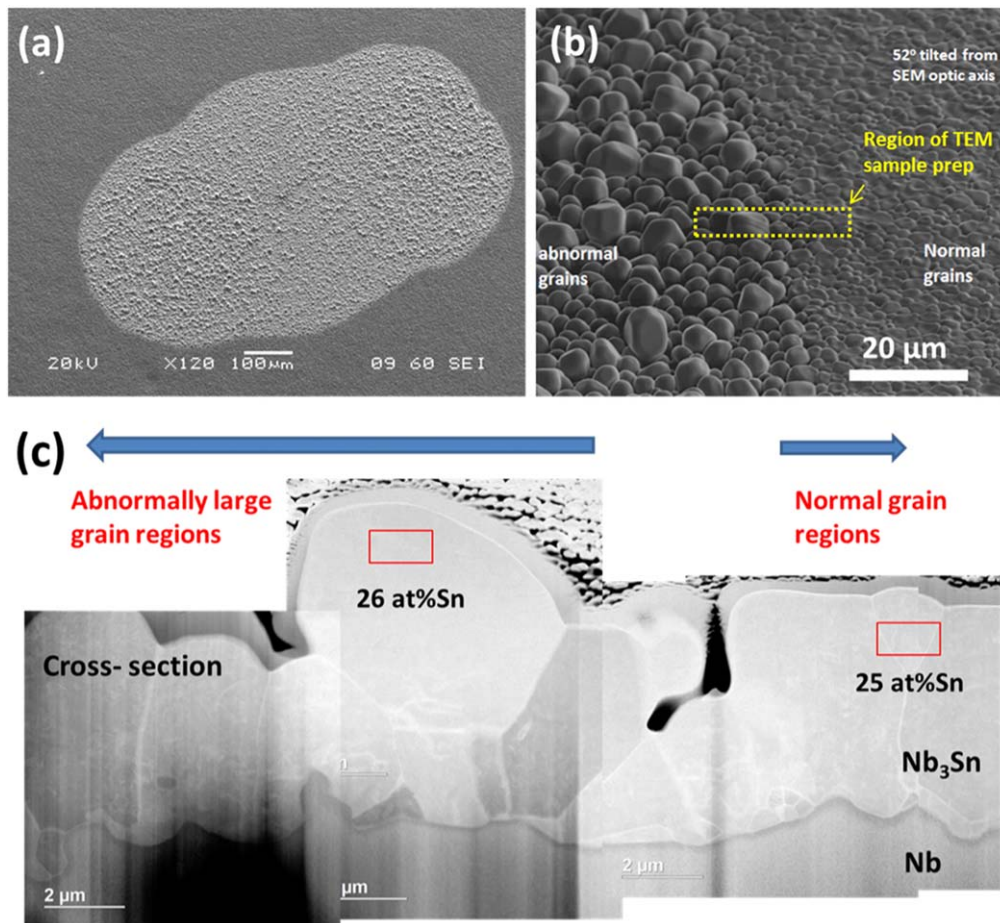 (a)
20kV X120 100µm 09 60 SEI
(b)
52° tilted from
SEM optic axis
Region of TEM
sample prep
abnormal
grains
Normal
grains
20 µm
(c)
Abnormally large
grain regions
Normal grain
regions
26 at%Sn
Cross- section
25 at%Sn
Nb₃Sn
Nb
2 µm
µm
2 µm